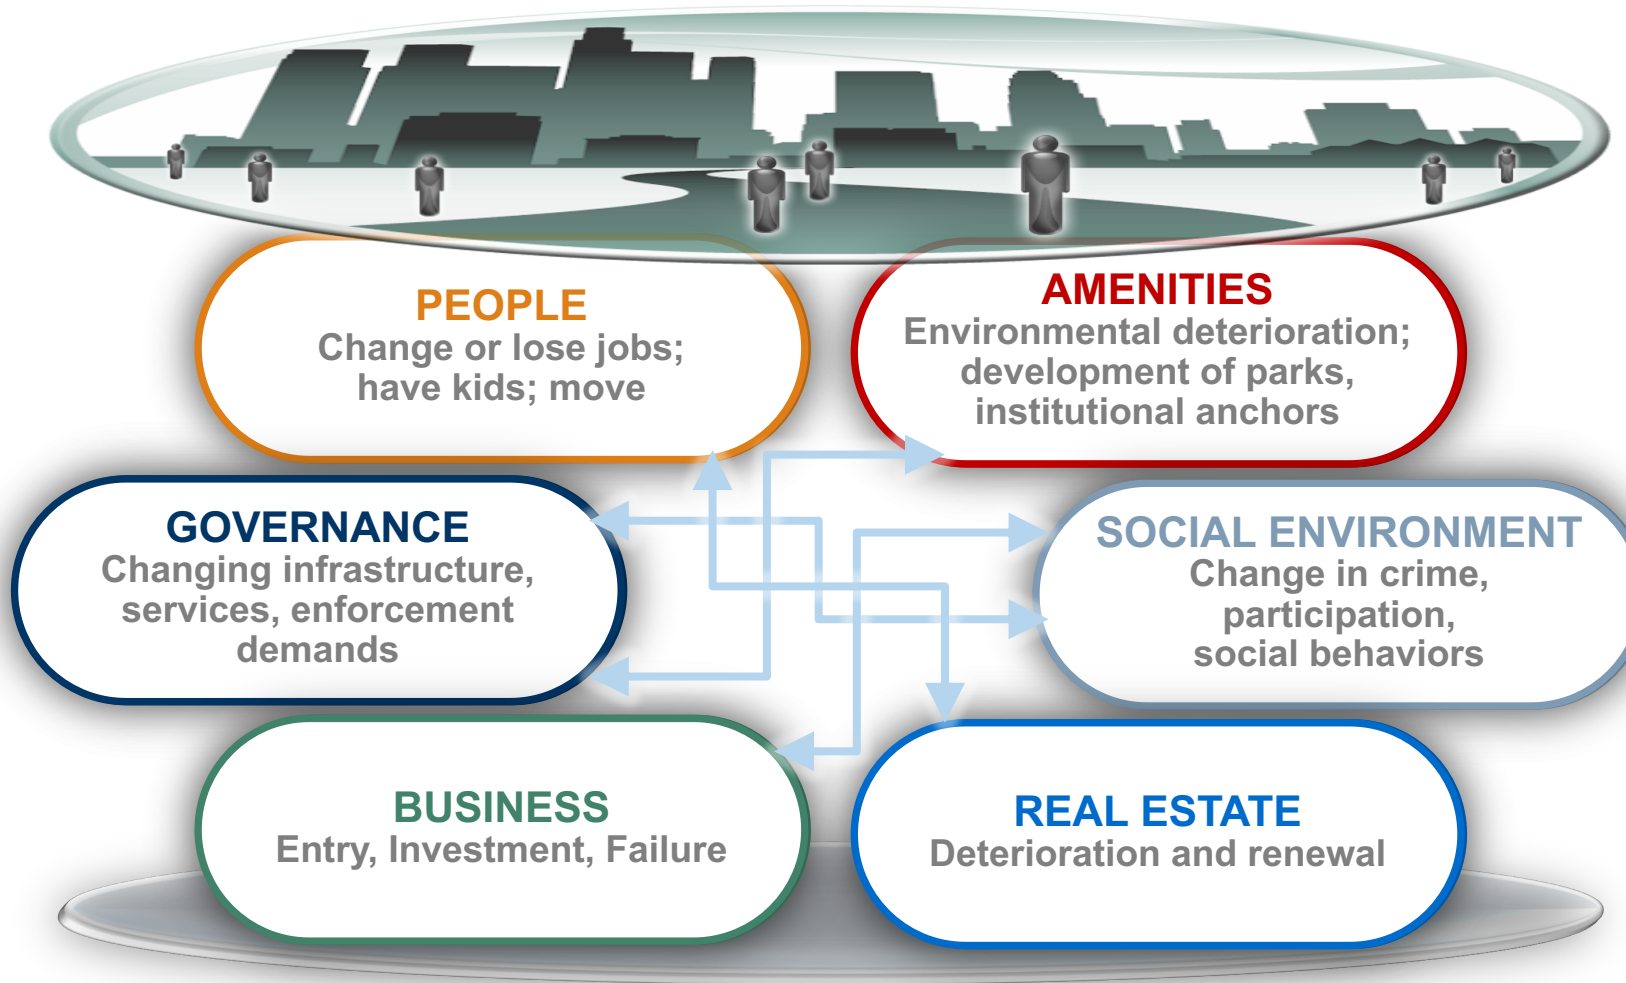 PEOPLE
Change or lose jobs;
have kids; move
AMENITIES
Environmental deterioration;
development of parks,
institutional anchors
GOVERNANCE
Changing infrastructure,
services, enforcement
demands
SOCIAL ENVIRONMENT
Change in crime,
participation,
social behaviors
BUSINESS
Entry, Investment, Failure
REAL ESTATE
Deterioration and renewal